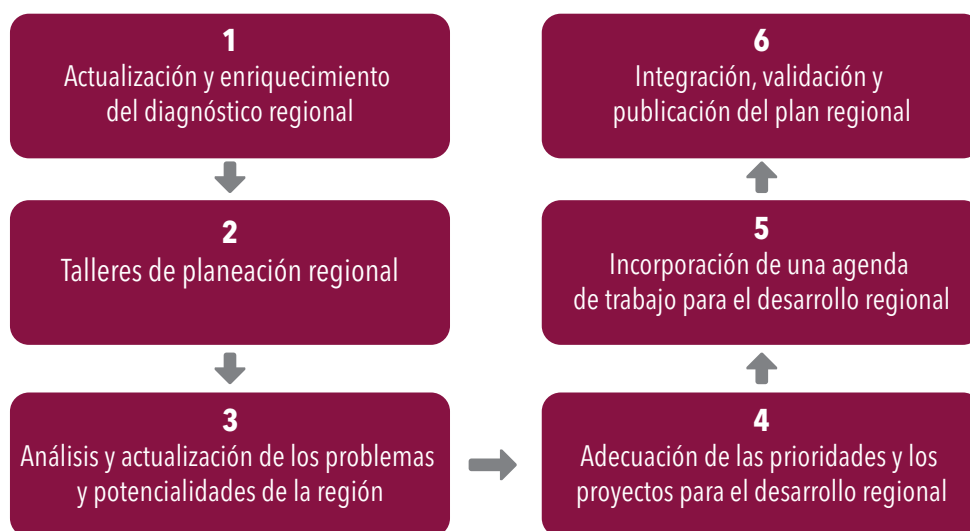 1
Actualización y enriquecimiento
del diagnóstico regional
2
Talleres de planeación regional
3
Análisis y actualización de los problemas
y potencialidades de la región
4
Adecuación de las prioridades y los
proyectos para el desarrollo regional
5
Incorporación de una agenda
de trabajo para el desarrollo regional
6
Integración, validación y
publicación del plan regional